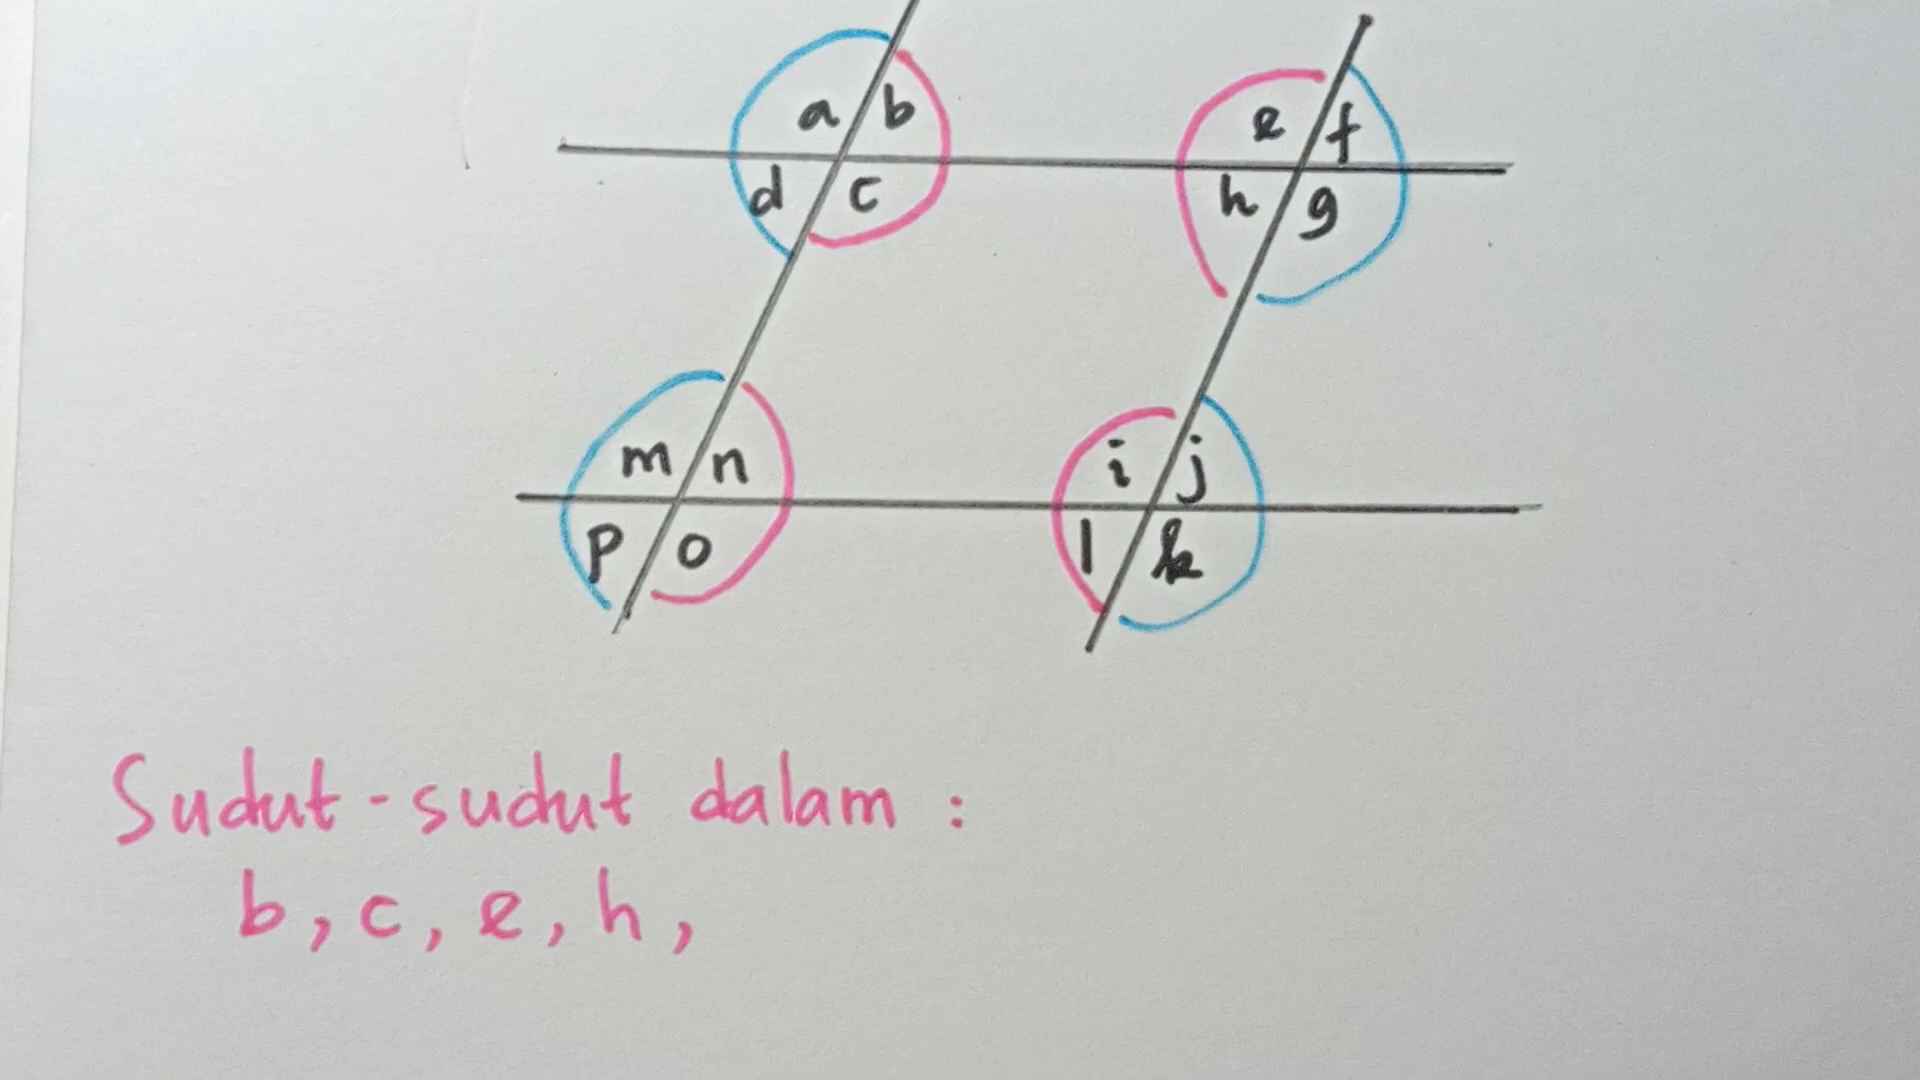 a b
e f
d c
h g
m n
i j
p o
l k
Sudut-sudut dalam :
b, c, e, h,